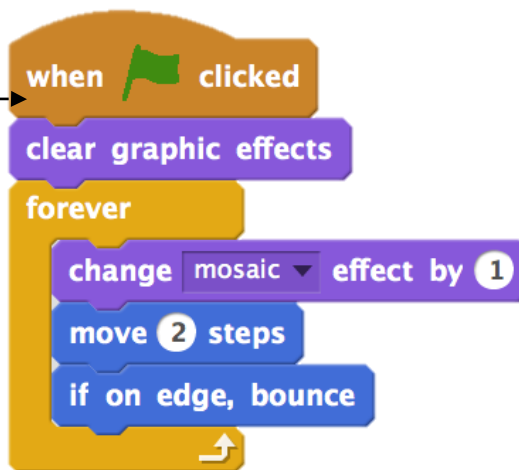 when clicked
clear graphic effects
forever
change mosaic effect by 1
move 2 steps
if on edge, bounce